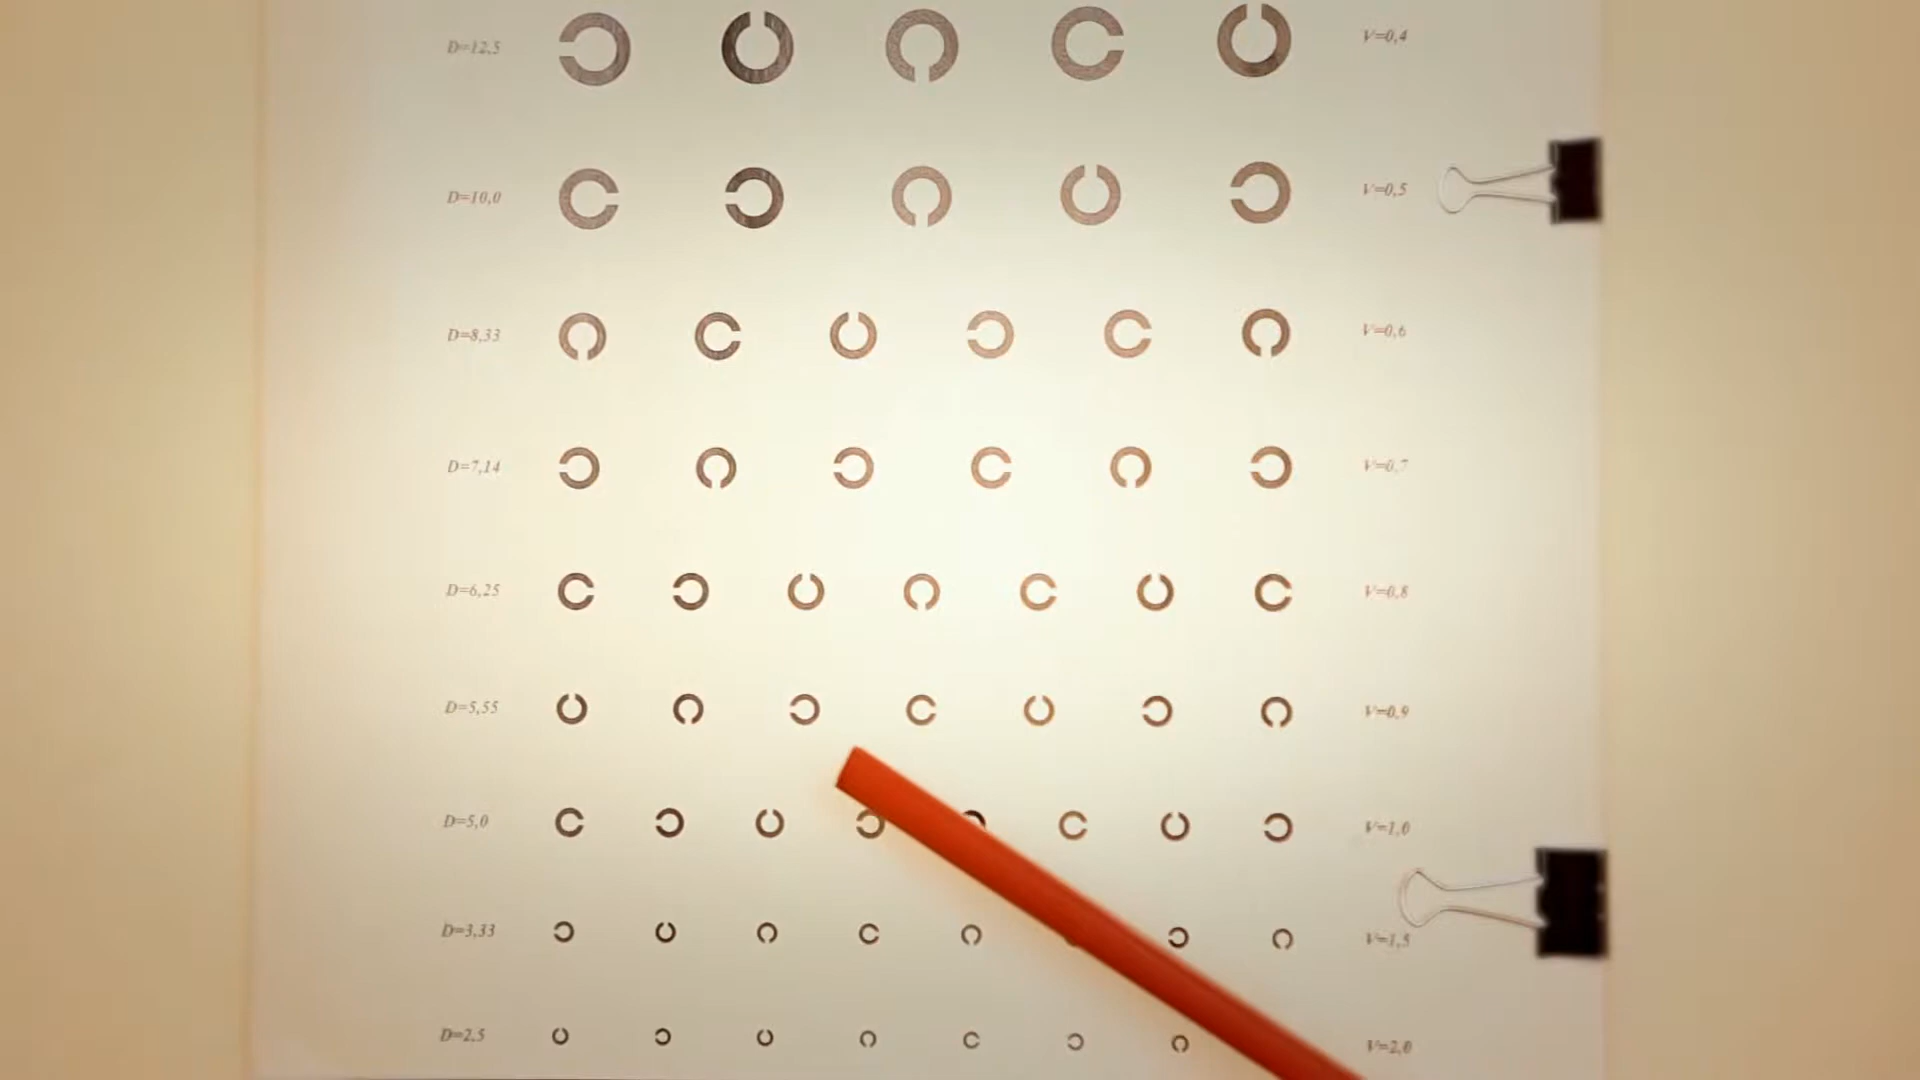 D=12,5 V=0,4
D=10,0 V=0,5
D=8,33 V=0,6
D=7,14 V=0,7
D=6,25 V=0,8
D=5,55 V=0,9
D=5,0 V=1,0
D=3,33 V=1,5
D=2,5 V=2,0